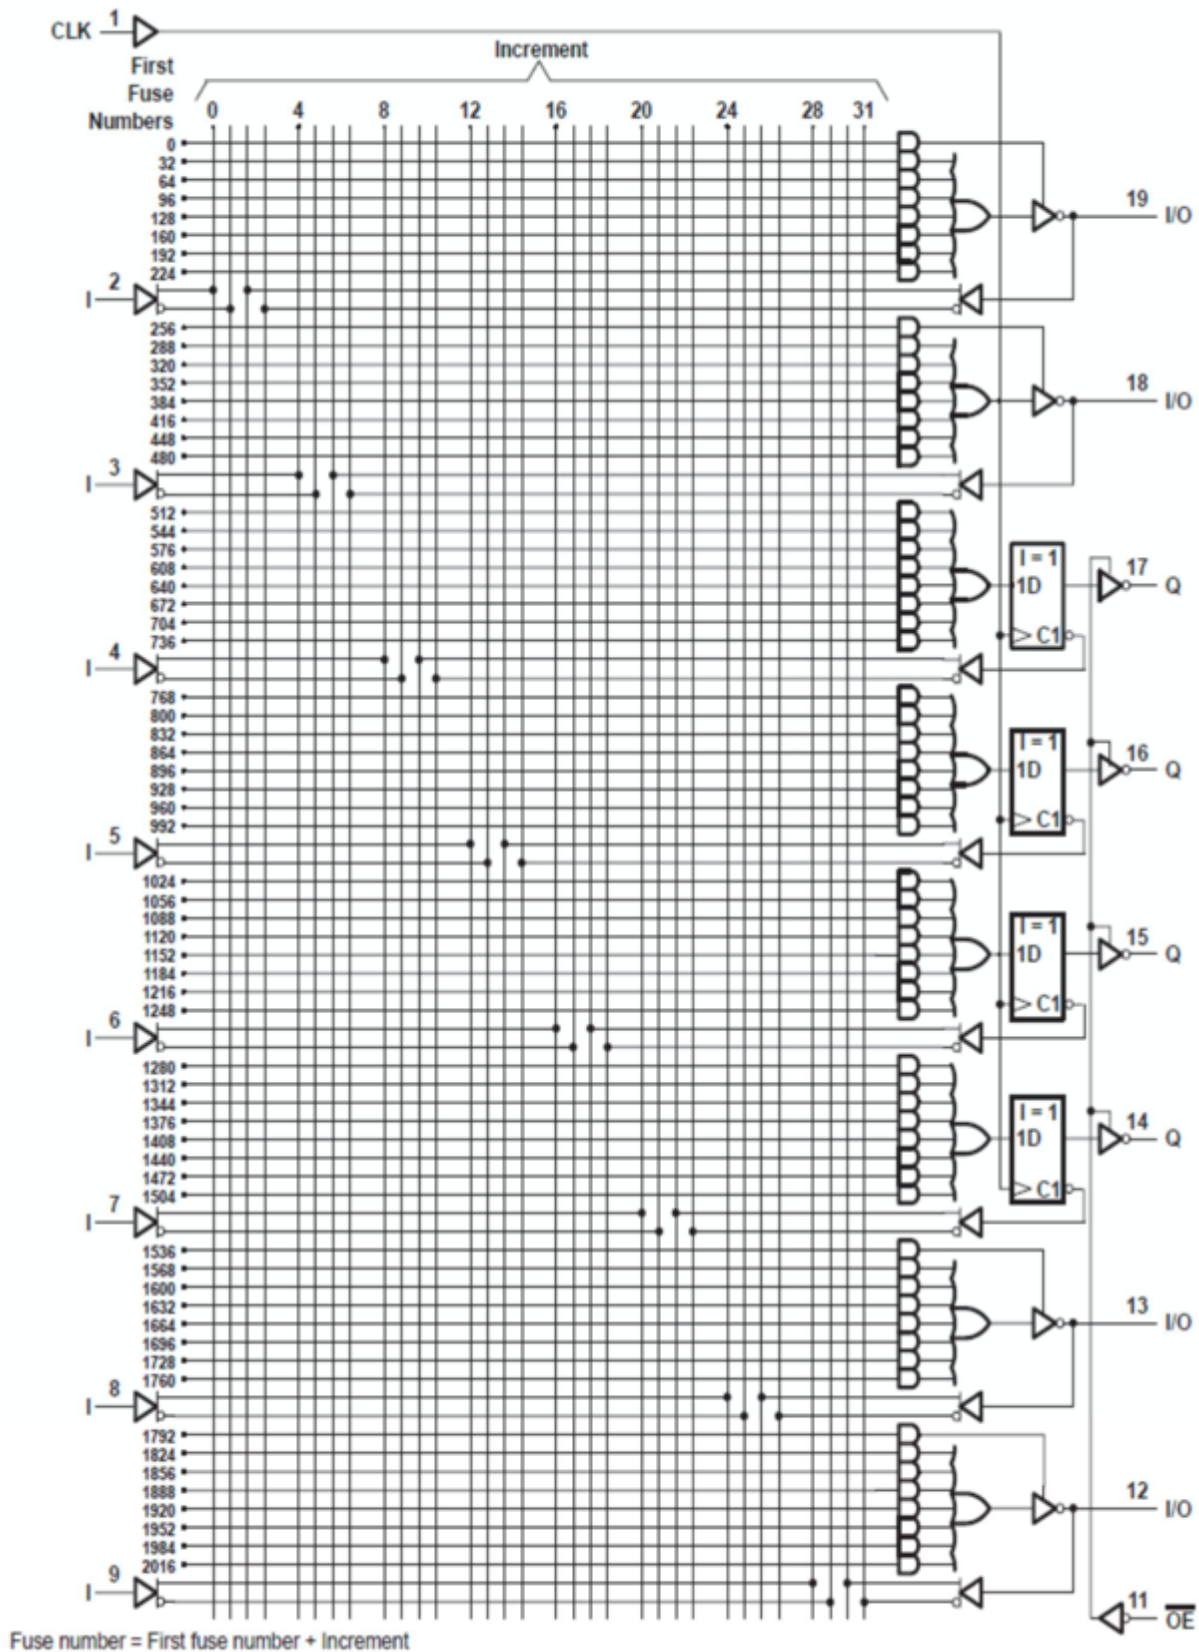 CLK 1
Increment
First
Fuse
Numbers
0 4 8 12 16 20 24 28 31
0
32
64
96
128
160
192
224
19 I/O
I 2
256
288
320
352
384
416
448
480
18 I/O
I 3
512
544
576
608
640
672
704
736
I = 1
1D
C1
17 Q
I 4
768
800
832
864
896
928
960
992
I = 1
1D
C1
16 Q
I 5
1024
1056
1088
1120
1152
1184
1216
1248
I = 1
1D
C1
15 Q
I 6
1280
1312
1344
1376
1408
1440
1472
1504
I = 1
1D
C1
14 Q
I 7
1536
1568
1600
1632
1664
1696
1728
1760
13 I/O
I 8
1792
1824
1856
1888
1920
1952
1984
2016
12 I/O
I 9
11 OE
Fuse number = First fuse number + Increment